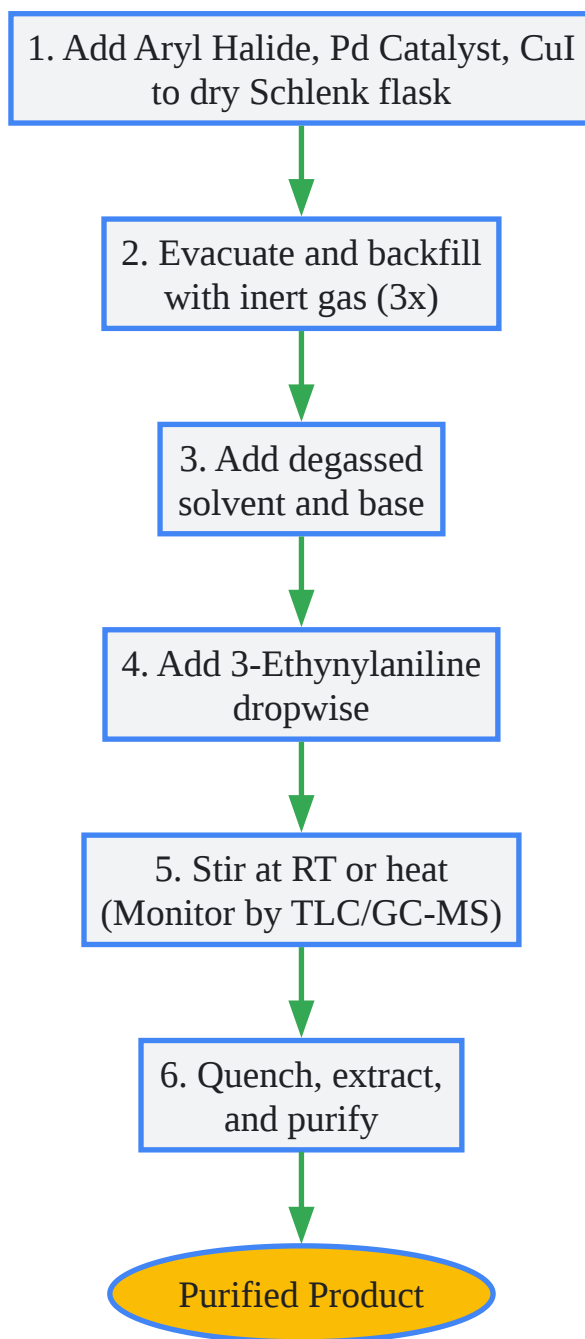 1. Add Aryl Halide, Pd Catalyst, CuI
to dry Schlenk flask
2. Evacuate and backfill
with inert gas (3x)
3. Add degassed
solvent and base
4. Add 3-Ethynylaniline
dropwise
5. Stir at RT or heat
(Monitor by TLC/GC-MS)
6. Quench, extract,
and purify
Purified Product